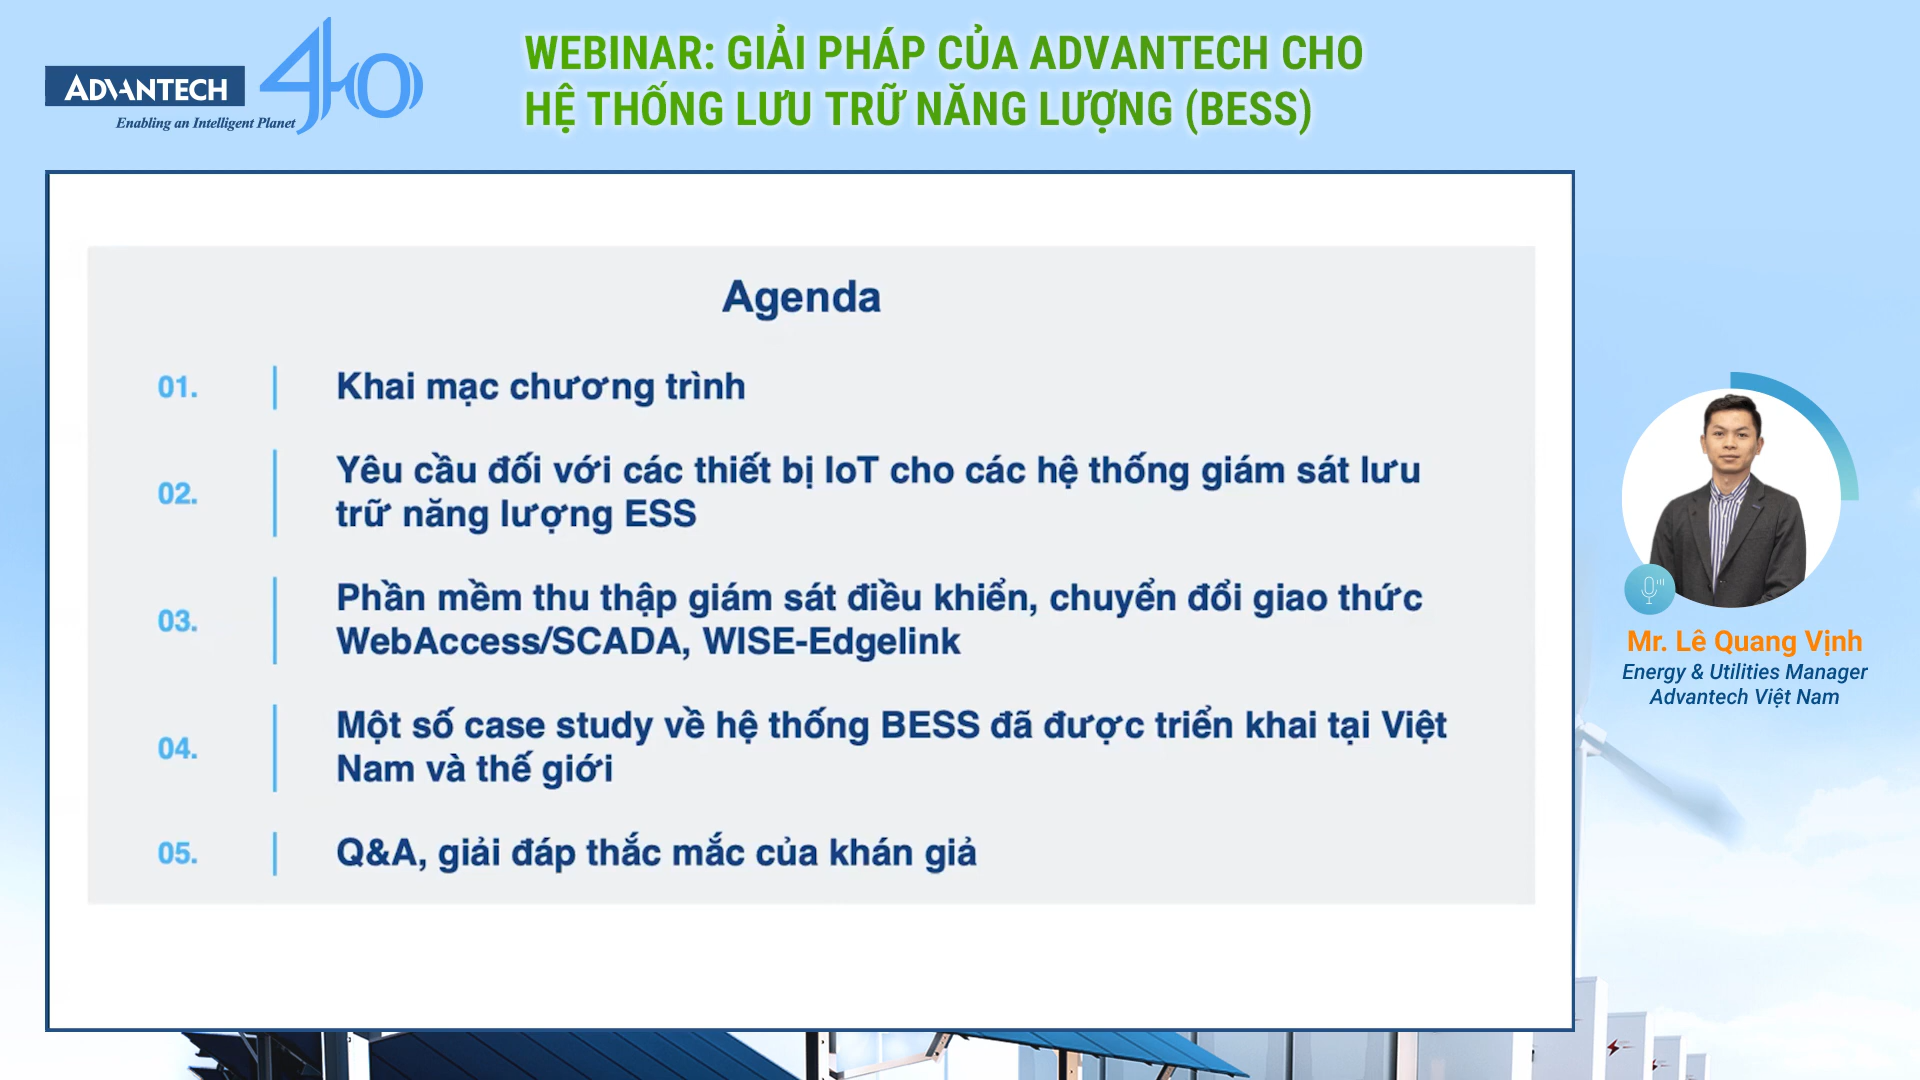 ADVANTECH
Enabling an Intelligent Planet
40
WEBINAR: GIẢI PHÁP CỦA ADVANTECH CHO
HỆ THỐNG LƯU TRỮ NĂNG LƯỢNG (BESS)
Agenda
01. Khai mạc chương trình
02. Yêu cầu đối với các thiết bị IoT cho các hệ thống giám sát lưu
trữ năng lượng ESS
03. Phần mềm thu thập giám sát điều khiển, chuyển đổi giao thức
WebAccess/SCADA, WISE-Edgelink
04. Một số case study về hệ thống BESS đã được triển khai tại Việt
Nam và thế giới
05. Q&A, giải đáp thắc mắc của khán giả
Mr. Lê Quang Vịnh
Energy & Utilities Manager
Advantech Việt Nam